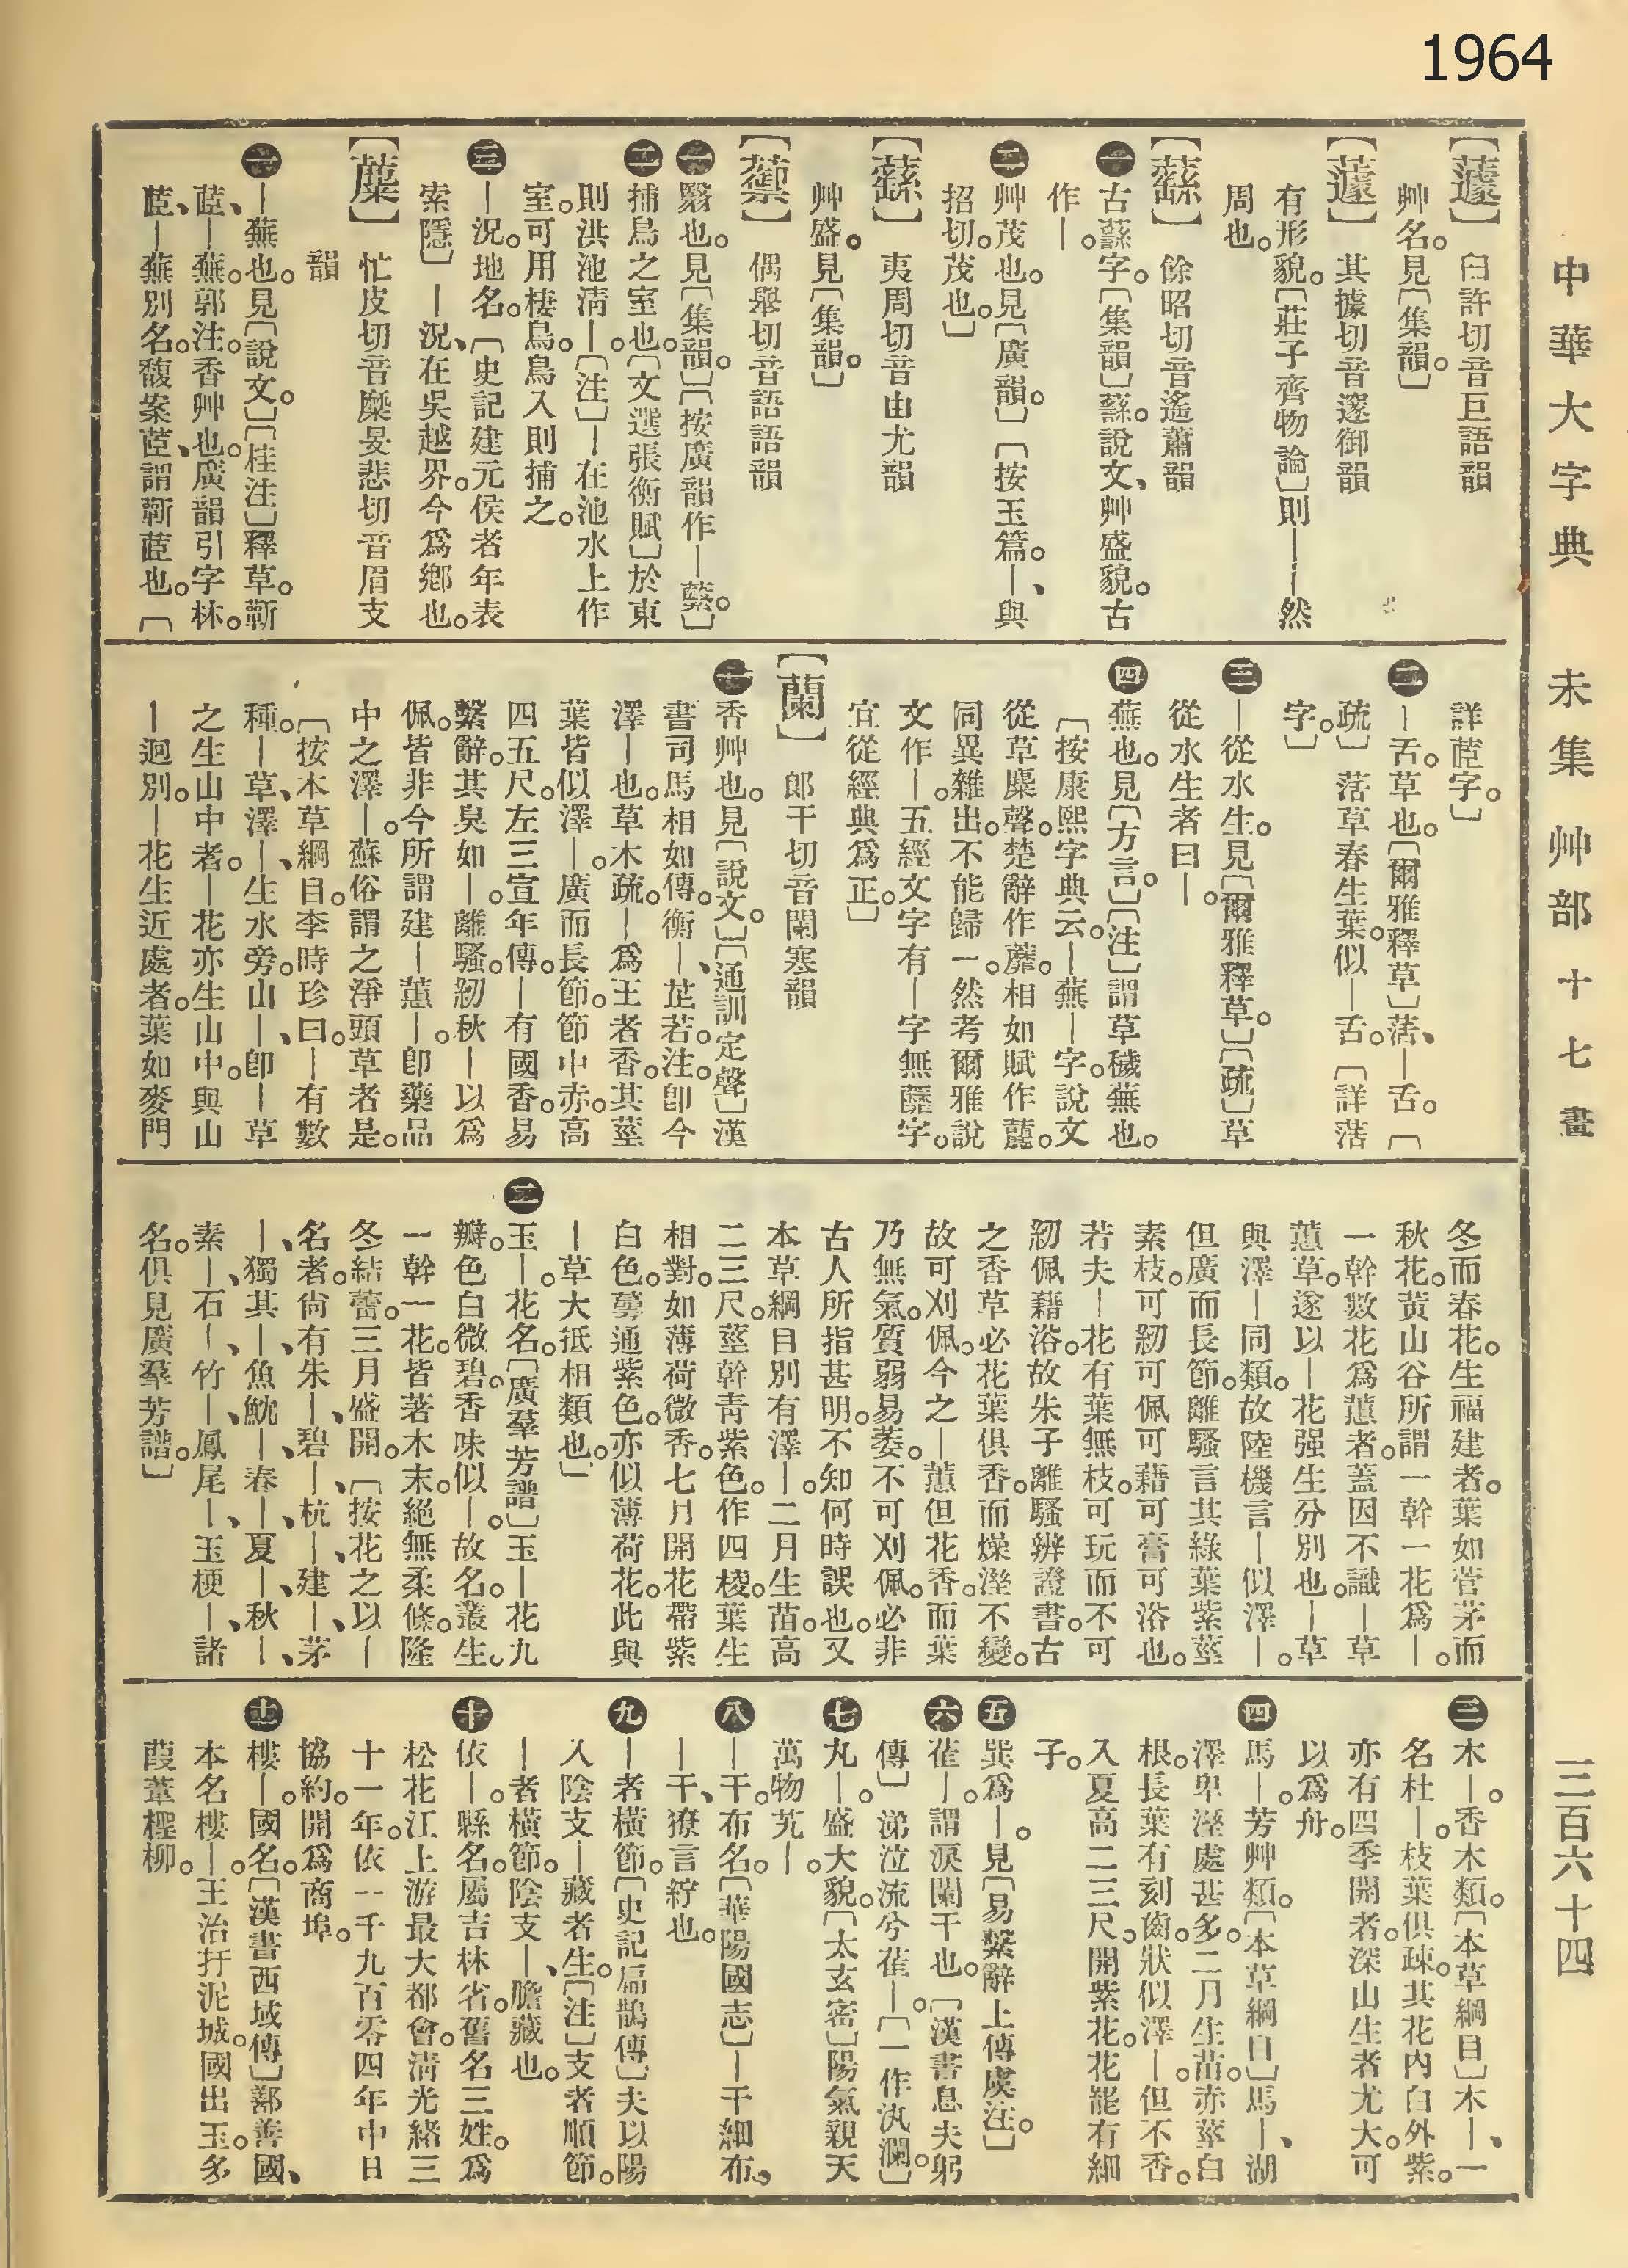 1964
中華大字典　未集　艸部　十七畫　三百六十四
【蘧】臼許切音巨語韻
艸名。見〔集韻。〕
【蘧】其據切音遽御韻
有形貌。〔莊子齊物論〕則｜｜然
周也。
【蘨】餘昭切音遙蕭韻
㊀古蘨字。〔集韻〕蘨。說文、艸盛貌。古
作｜。
㊁艸茂也。見〔廣韻。〕〔按玉篇。｜、與
招切。茂也。〕
【蘨】夷周切音由尤韻
艸盛。見〔集韻。〕
【蘌】偶舉切音語語韻
㊀翳也。見〔集韻。〕〔按廣韻作｜蘻。〕
㊁捕鳥之室也。〔文選張衡賦〕於東
則洪池淸｜。〔注〕｜在池水上作
室。可用棲鳥。鳥入則捕之。
㊂｜況。地名。〔史記建元侯者年表
索隱〕｜況、在吳越界。今爲鄕也。
【蘪】忙皮切音糜旻悲切音眉支
韻
㊀｜蕪也。見〔說文。〕〔桂注〕釋草。蘄
茝、｜蕪。郭注。香艸也。廣韻引字林。
茝、｜蕪別名。馥案茝、謂蘄茝也。〔
詳茝字。〕
㊁｜舌。草也。〔爾雅釋草〕萿、｜舌。〔
疏〕萿草春生葉。似｜舌。〔詳萿
字。〕
㊂｜從水生。見〔爾雅釋草。〕〔疏〕草
從水生者曰｜。
㊃蕪也。見〔方言。〕〔注〕謂草穢蕪也。
〔按康熙字典云。｜蕪｜字。說文
從草麋聲。楚辭作蘼。相如賦作蘪。
同異雜出。不能歸一。然考爾雅說
文作｜。五經文字有｜字無蘼字。
宜從經典爲正。〕
【蘭】郎干切音闌寒韻
㊀香艸也。見〔說文。〕〔通訓定聲〕漢
書司馬相如傳。衡｜、芷若。注。卽今
澤｜也。草木疏。｜爲王者香。其莖
葉皆似澤｜。廣而長節。節中赤。高
四五尺。左三宣年傳。｜有國香。易
繫辭。其臭如｜。離騷。紉秋｜以爲
佩。皆非今所謂建｜蕙｜。卽藥品
中之澤｜。蘇俗謂之淨頭草者是。
〔按本草綱目。李時珍曰。｜有數
種。｜草、澤｜、生水旁。山｜、卽｜草
之生山中者。｜花亦生山中。與山
｜迥別。｜花生近處者。葉如麥門
冬而春花。生福建者。葉如菅茅而
秋花。黃山谷所謂一幹一花爲｜。
一幹數花爲蕙者。蓋因不識｜草
蕙草。遂以｜花强生分別也。｜草
與澤｜同類。故陸機言｜似澤｜。
但廣而長節。離騷言其綠葉紫莖
素枝。可紉可佩可藉可膏可浴也。
若夫｜花有葉無枝。可玩而不可
紉佩藉浴。故朱子離騷辨證書。古
之香草必花葉俱香。而燥溼不變。
故可刈佩。今之｜蕙但花香。而葉
乃無氣。質弱易萎。不可刈佩。必非
古人所指甚明。不知何時誤也。又
本草綱目別有澤｜。二月生苗。高
二三尺。莖幹靑紫色。作四棱。葉生
相對。如薄荷微香。七月開花。帶紫
白色。蕚通紫色。亦似薄荷花。此與
｜草大抵相類也。〕
㊁玉｜。花名。〔廣羣芳譜〕玉｜花九
瓣。色白微碧。香味似｜。故名。叢生。
一幹一花。皆著木末。絕無柔條。隆
冬結蕾。三月盛開。〔按花之以｜
名者。尙有朱｜、碧｜、杭｜、建｜、茅
｜、獨其｜、魚魫｜、春｜、夏｜、秋｜、
素｜、石｜、竹｜、鳳尾｜、玉梗｜、諸
名。俱見廣羣芳譜。〕
㊂木｜。香木類。〔本草綱目〕木｜、一
名杜｜。枝葉俱疎。其花內白外紫。
亦有四季開者。深山生者尤大。可
以爲舟。
㊃馬｜。芳艸類。〔本草綱目〕馬｜、湖
澤卑溼處甚多。二月生苗。赤莖白
根。長葉有刻齒。狀似澤｜。但不香。
入夏高二三尺。開紫花。花罷有細
子。
㊄巽爲｜。見〔易繫辭上傳虞注。〕
㊅萑｜。謂淚闌干也。〔漢書息夫躬
傳〕涕泣流兮萑｜。〔一作汍瀾。〕
㊆丸｜。盛大貌。〔太玄密〕陽氣親天
萬物丸｜。
㊇｜干。布名。〔華陽國志〕｜干細布、
｜干、獠言紵也。
㊈｜者橫節。〔史記扁鵲傳〕夫以陽
入陰支｜藏者生。〔注〕支者順節。
｜者橫節。陰支｜、膽藏也。
㊉依｜。縣名。屬吉林省。舊名三姓。爲
松花江上游最大都會。淸光緖三
十一年。依一千九百零四年中日
協約。開爲商埠。
⑪樓｜。國名。〔漢書西域傳〕鄯善國、
本名樓｜。王治扜泥城。國出玉。多
葭葦檉柳。